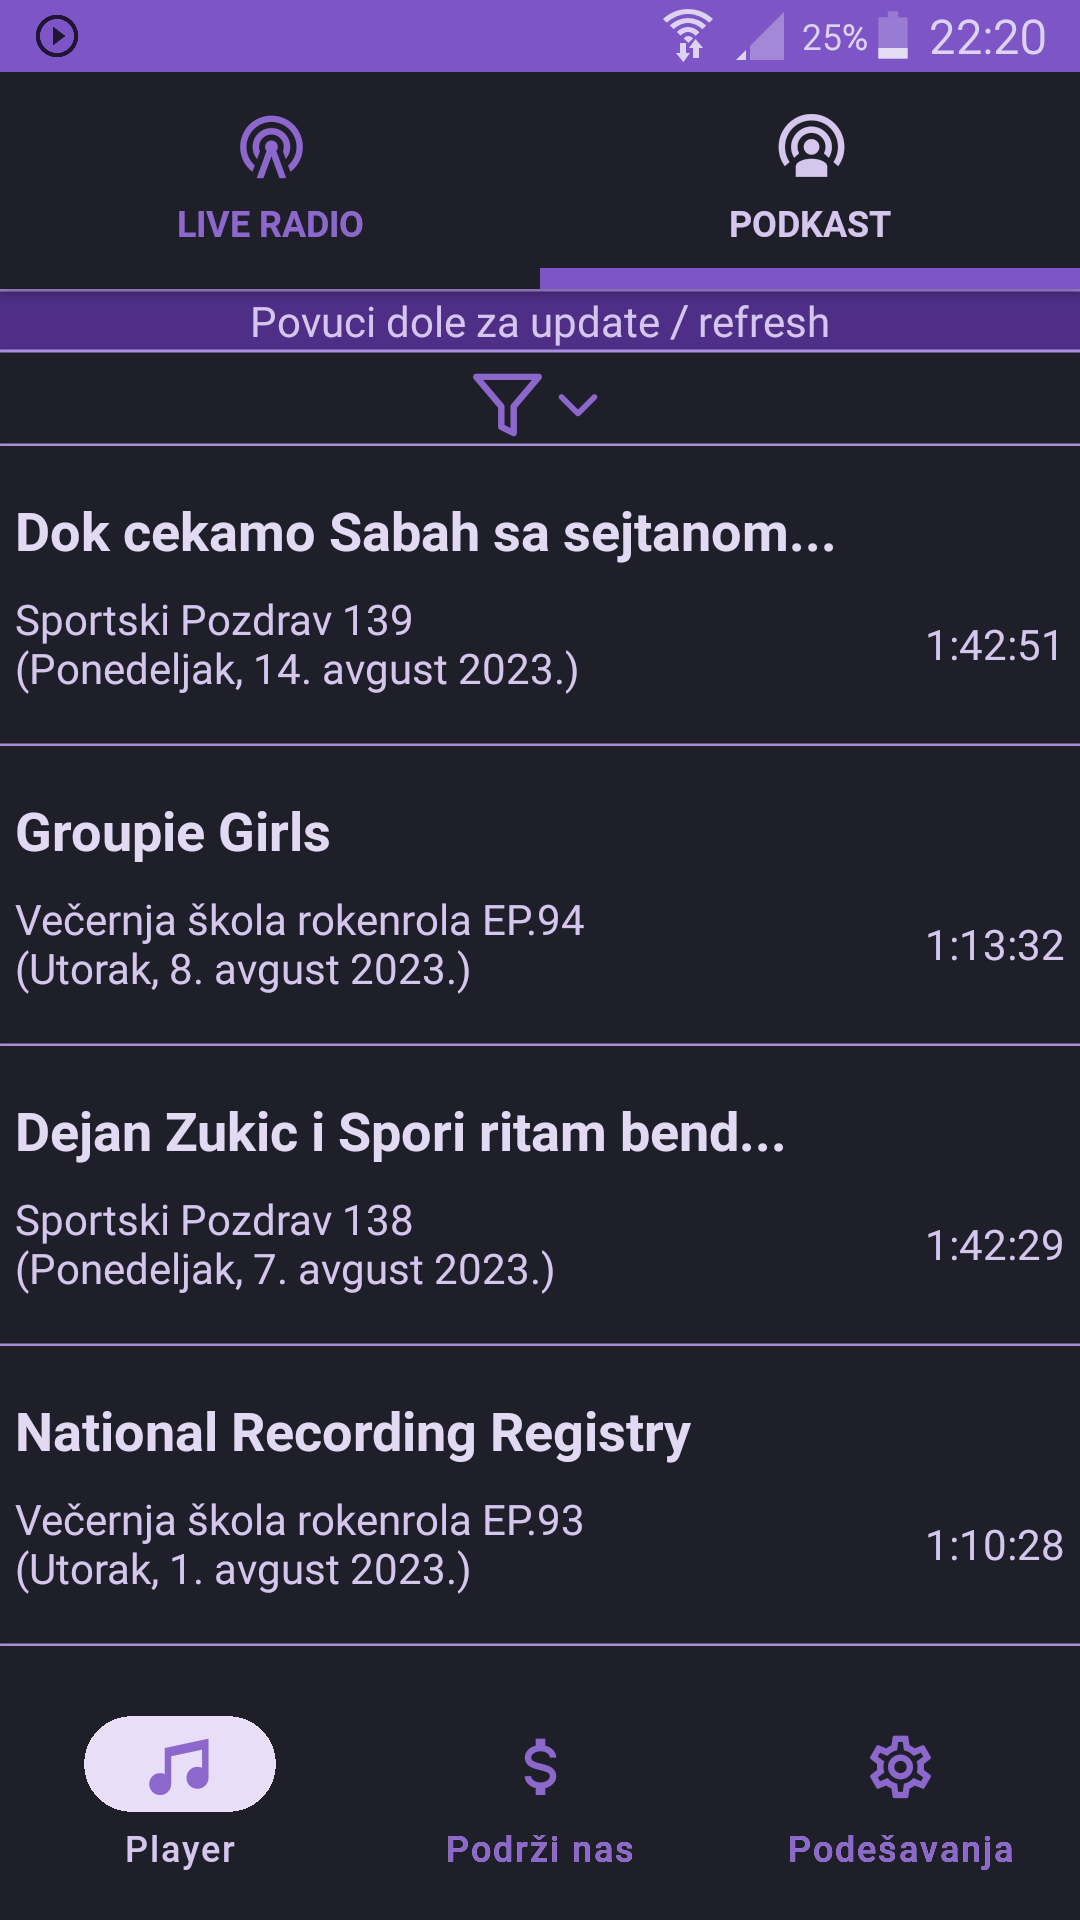 25% 22:20
LIVE RADIO PODKAST
Povuci dole za update / refresh
Dok cekamo Sabah sa sejtanom...
Sportski Pozdrav 139
(Ponedeljak, 14. avgust 2023.)
1:42:51
Groupie Girls
Večernja škola rokenrola EP.94
(Utorak, 8. avgust 2023.)
1:13:32
Dejan Zukic i Spori ritam bend...
Sportski Pozdrav 138
(Ponedeljak, 7. avgust 2023.)
1:42:29
National Recording Registry
Večernja škola rokenrola EP.93
(Utorak, 1. avgust 2023.)
1:10:28
Player Podrži nas Podešavanja